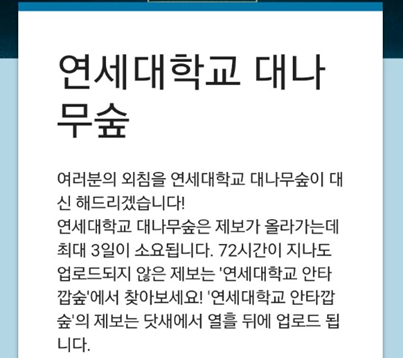 연세대학교 대나
무숲
여러분의 외침을 연세대학교 대나무숲이 대
신 해드리겠습니다!
연세대학교 대나무숲은 제보가 올라가는데
최대 3일이 소요됩니다. 72시간이 지나도
업로드되지 않은 제보는 '연세대학교 안타
깝숲'에서 찾아보세요! '연세대학교 안타깝
숲'의 제보는 닷새에서 열흘 뒤에 업로드 됩
니다.